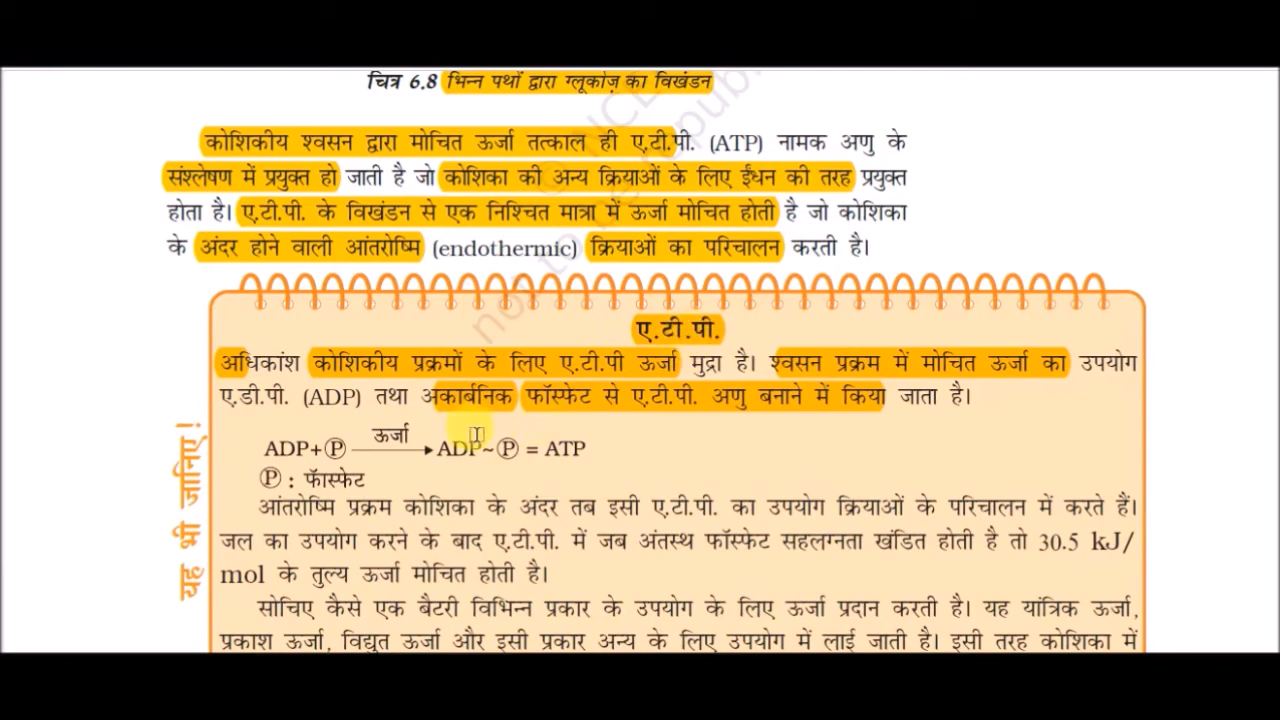 चित्र 6.8 भिन्न पथों द्वारा ग्लूकोज़ का विखंडन
कोशिकीय श्वसन द्वारा मोचित ऊर्जा तत्काल ही ए.टी.पी. (ATP) नामक अणु के
संश्लेषण में प्रयुक्त हो जाती है जो कोशिका की अन्य क्रियाओं के लिए ईंधन की तरह प्रयुक्त
होता है। ए.टी.पी. के विखंडन से एक निश्चित मात्रा में ऊर्जा मोचित होती है जो कोशिका
के अंदर होने वाली आंतरोष्मि (endothermic) क्रियाओं का परिचालन करती है।
ए.टी.पी.
अधिकांश कोशिकीय प्रक्रमों के लिए ए.टी.पी ऊर्जा मुद्रा है। श्वसन प्रक्रम में मोचित ऊर्जा का उपयोग
ए.डी.पी. (ADP) तथा अकार्बनिक फॉस्फेट से ए.टी.पी. अणु बनाने में किया जाता है।
ऊर्जा
ADP+Ⓟ → ADP~Ⓟ = ATP
Ⓟ : फॉस्फेट
आंतरोष्मि प्रक्रम कोशिका के अंदर तब इसी ए.टी.पी. का उपयोग क्रियाओं के परिचालन में करते हैं।
जल का उपयोग करने के बाद ए.टी.पी. में जब अंतस्थ फॉस्फेट सहलग्नता खंडित होती है तो 30.5 kJ/
mol के तुल्य ऊर्जा मोचित होती है।
सोचिए कैसे एक बैटरी विभिन्न प्रकार के उपयोग के लिए ऊर्जा प्रदान करती है। यह यांत्रिक ऊर्जा,
प्रकाश ऊर्जा, विद्युत ऊर्जा और इसी प्रकार अन्य के लिए उपयोग में लाई जाती है। इसी तरह कोशिका में
यह भी जानिए!